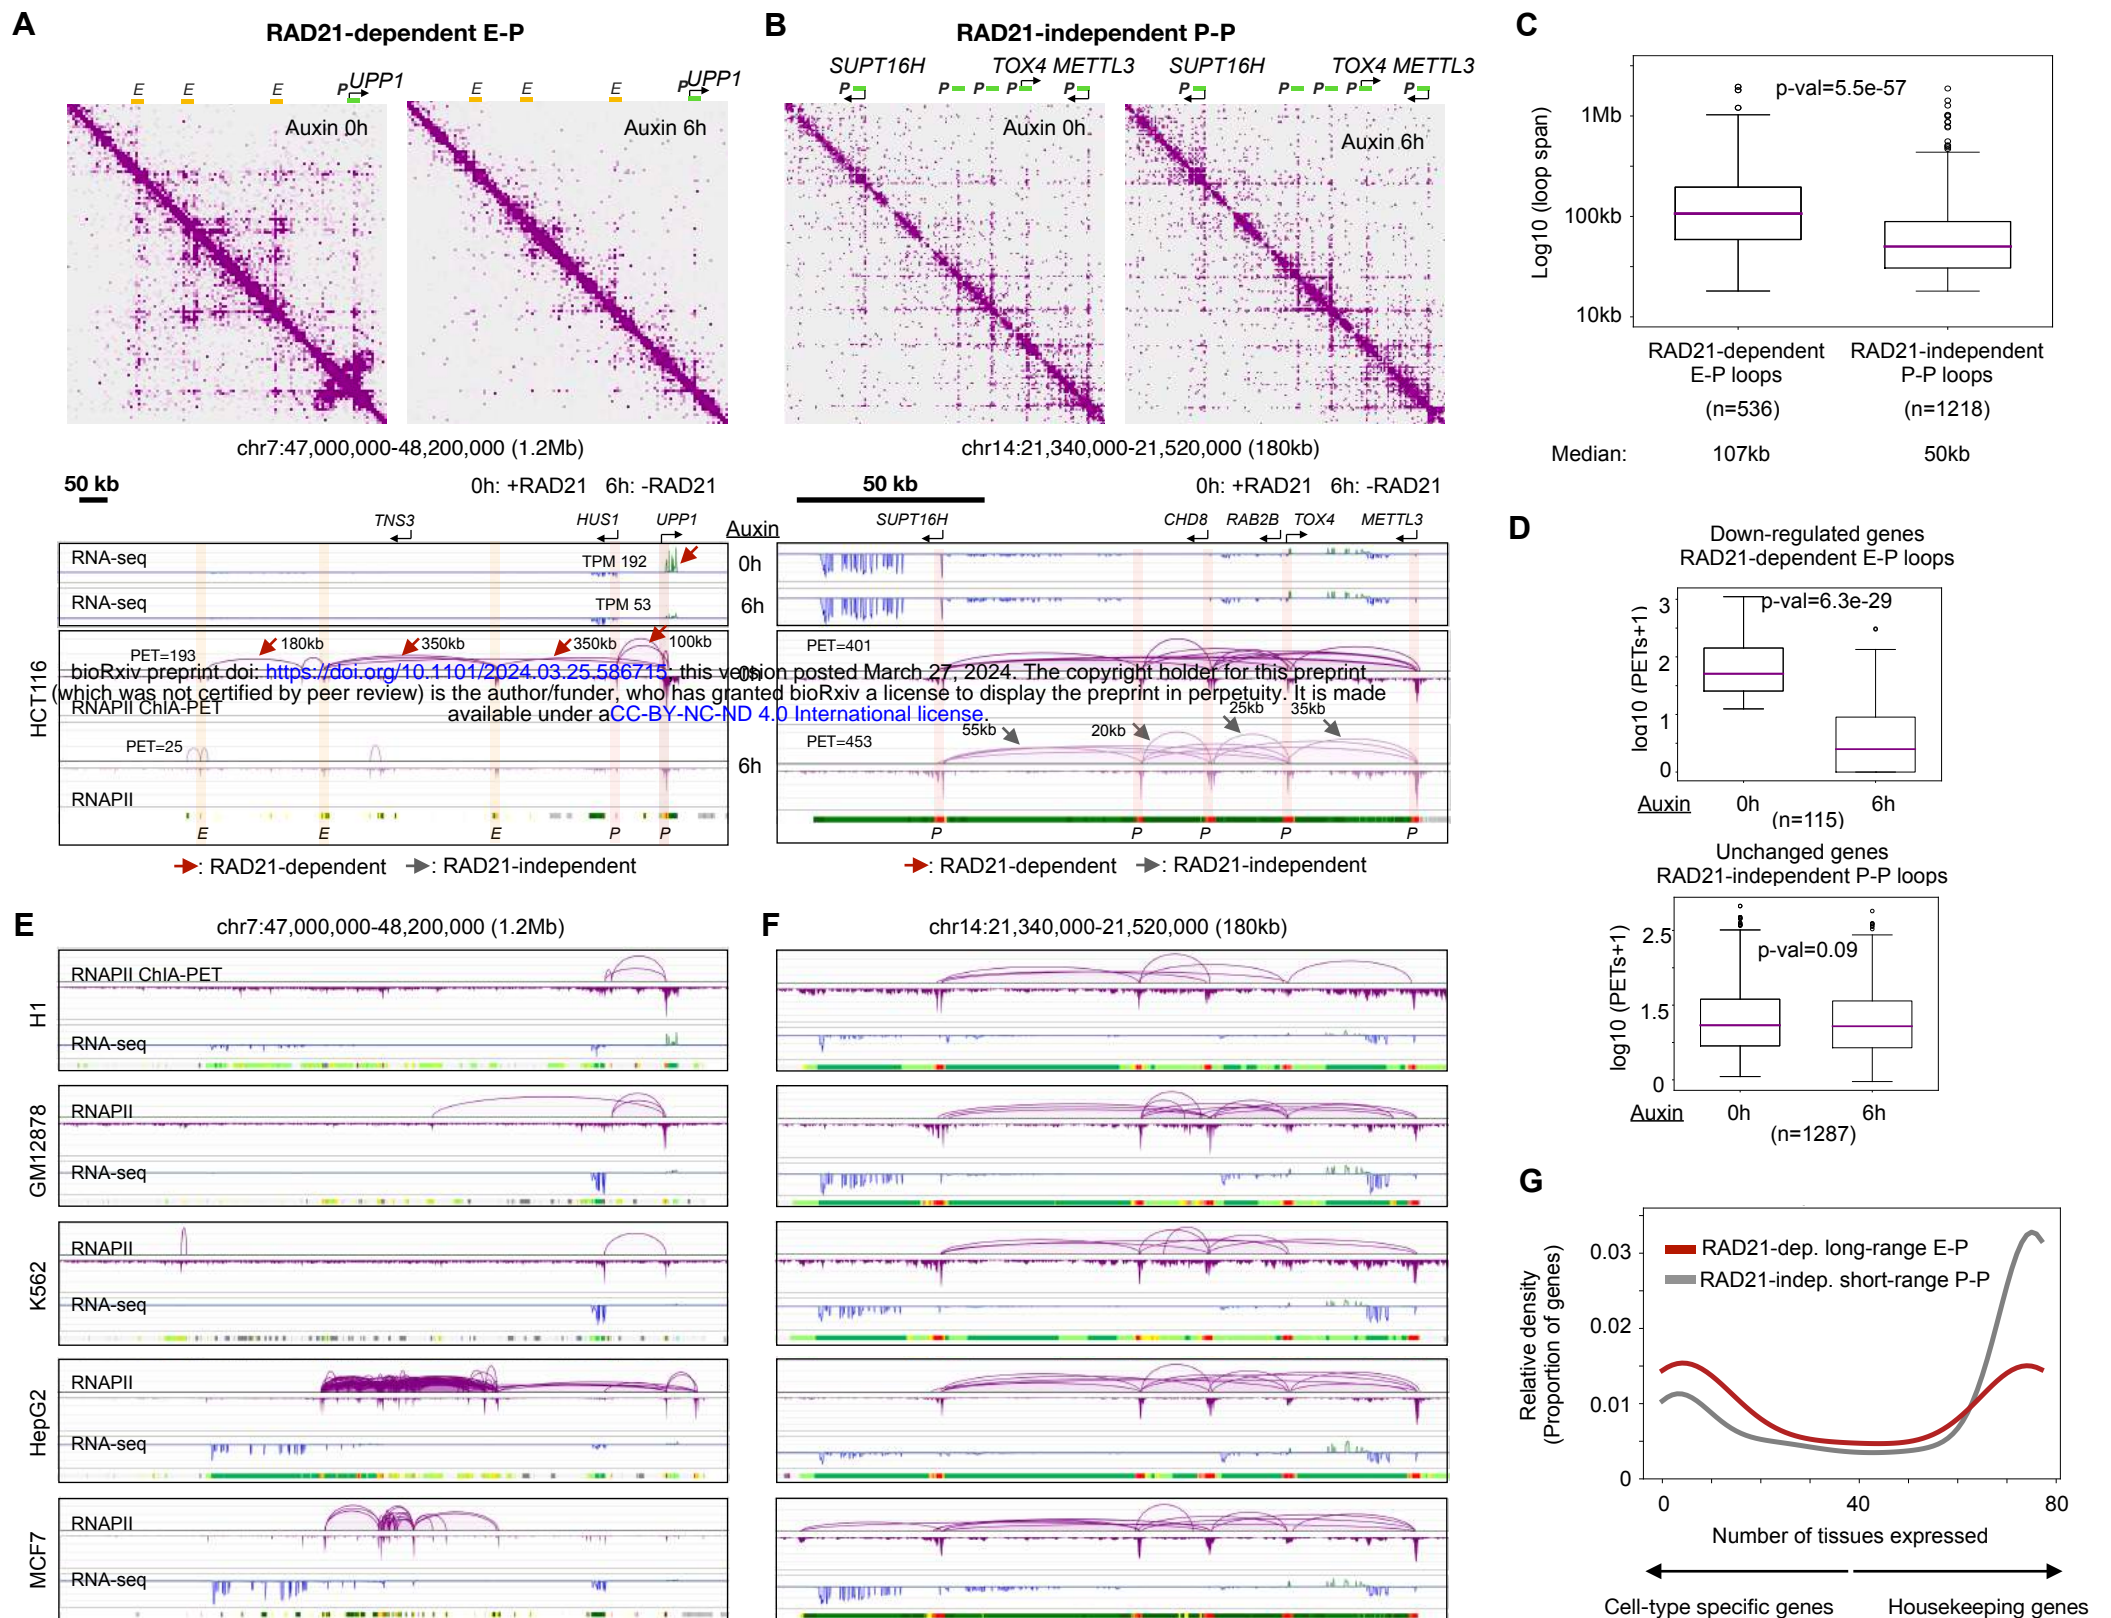 A
RAD21-dependent E-P
E E E P UPP1
E E E P UPP1
Auxin 0h
Auxin 6h
chr7:47,000,000-48,200,000 (1.2Mb)
50 kb
0h: +RAD21 6h: -RAD21
TNS3 HUS1 UPP1
Auxin
RNA-seq
TPM 192
0h
RNA-seq
TPM 53
6h
HCT116
180kb 350kb 350kb 100kb
PET=193
0h
RNAPII ChIA-PET
PET=25
6h
RNAPII
E E E P P
: RAD21-dependent : RAD21-independent
B
RAD21-independent P-P
SUPT16H TOX4 METTL3
SUPT16H TOX4 METTL3
P P P P P
P P P P P
Auxin 0h
Auxin 6h
chr14:21,340,000-21,520,000 (180kb)
50 kb
0h: +RAD21 6h: -RAD21
SUPT16H CHD8 RAB2B TOX4 METTL3
PET=401
bioRxiv preprint doi: https://doi.org/10.1101/2024.03.25.586715; this version posted March 27, 2024. The copyright holder for this preprint
(which was not certified by peer review) is the author/funder, who has granted bioRxiv a license to display the preprint in perpetuity. It is made
available under aCC-BY-NC-ND 4.0 International license.
55kb 20kb 25kb 35kb
PET=453
P P P P P
: RAD21-dependent : RAD21-independent
C
Log10 (loop span)
1Mb
100kb
10kb
p-val=5.5e-57
RAD21-dependent
E-P loops
(n=536)
RAD21-independent
P-P loops
(n=1218)
Median: 107kb 50kb
D
Down-regulated genes
RAD21-dependent E-P loops
log10 (PETs+1)
3
2
1
0
p-val=6.3e-29
Auxin 0h 6h
(n=115)
Unchanged genes
RAD21-independent P-P loops
log10 (PETs+1)
2.5
1.5
0
p-val=0.09
Auxin 0h 6h
(n=1287)
E
chr7:47,000,000-48,200,000 (1.2Mb)
H1
RNAPII ChIA-PET
RNA-seq
GM12878
RNAPII
RNA-seq
K562
RNAPII
RNA-seq
HepG2
RNAPII
RNA-seq
MCF7
RNAPII
RNA-seq
F
chr14:21,340,000-21,520,000 (180kb)
G
Relative density
(Proportion of genes)
0.03
0.02
0.01
0
RAD21-dep. long-range E-P
RAD21-indep. short-range P-P
0 40 80
Number of tissues expressed
Cell-type specific genes Housekeeping genes